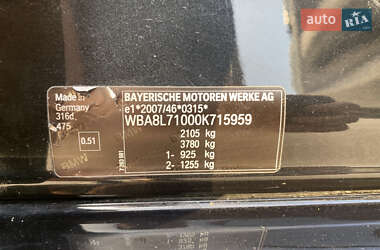 AUTO RIA
Made in
Germany
316d
475
0.51
BAYERISCHE MOTOREN WERKE AG
e1*2007/46*0315*
WBA8L71000K715959
2105 kg
3780 kg
1- 925 kg
2- 1255 kg